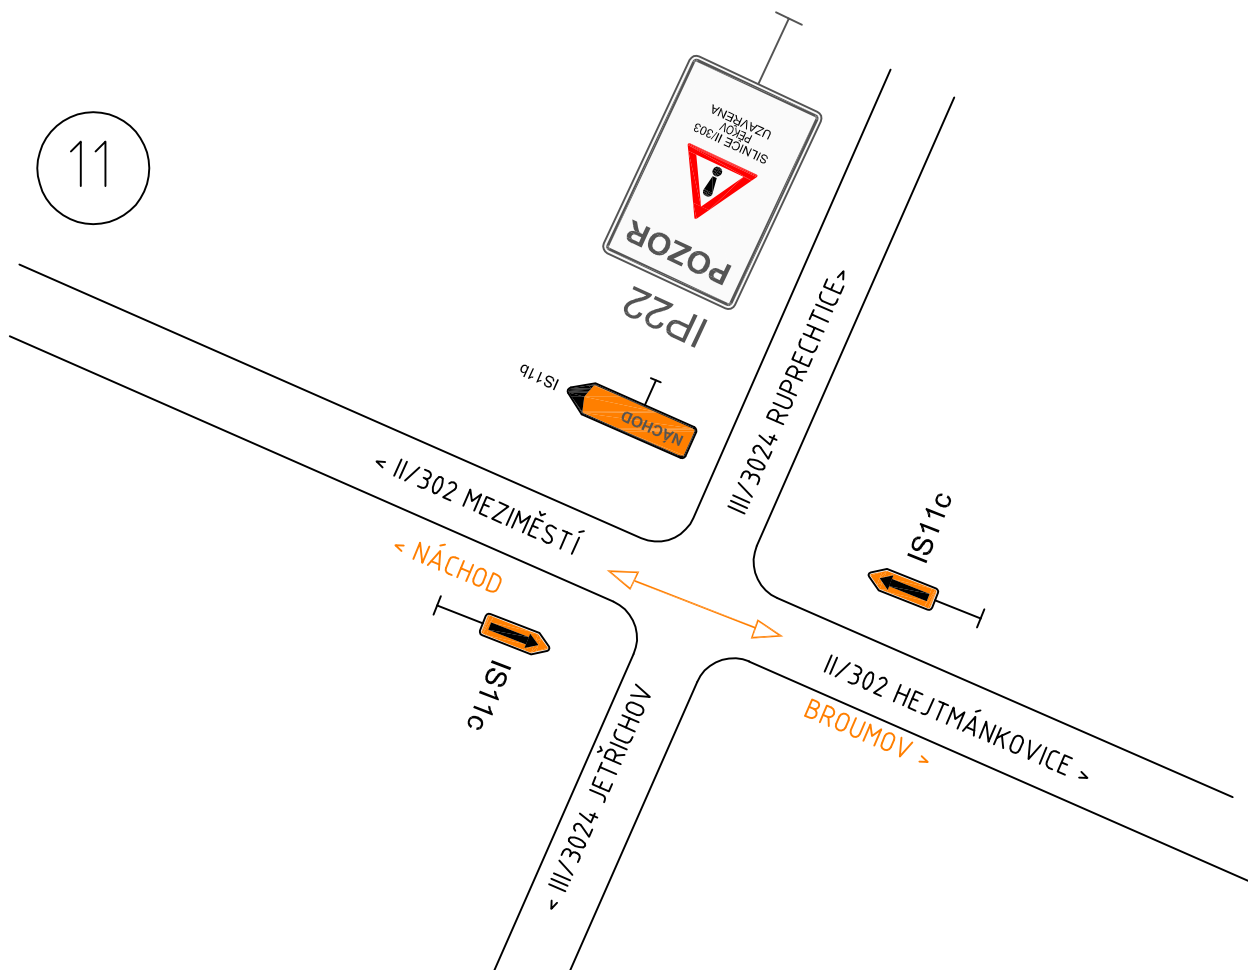 11
POZOR
SILNICE II/303
PĚKOV
UZAVŘENA
IP22
IS11b
NÁCHOD
III/3024 RUPRECHTICE>
< II/302 MEZIMĚSTÍ
< NÁCHOD
IS11c
IS11c
II/302 HEJTMÁNKOVICE >
BROUMOV >
< III/3024 JETŘICHOV